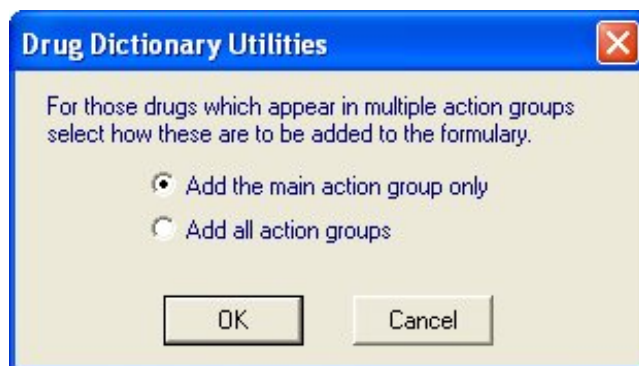 Drug Dictionary Utilities
For those drugs which appear in multiple action groups
select how these are to be added to the formulary.
Add the main action group only
Add all action groups
OK Cancel